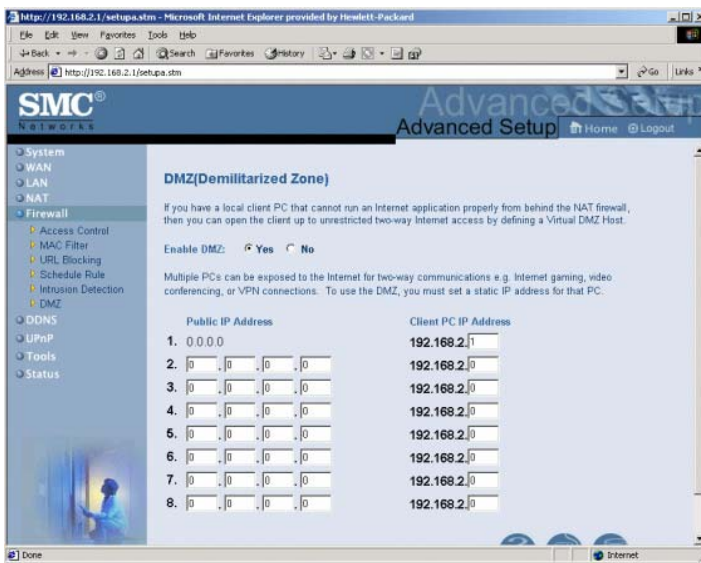 http://192.168.2.1/setupa.stm - Microsoft Internet Explorer provided by Hewlett-Packard
File Edit View Favorites Tools Help
Back Search Favorites History
Address http://192.168.2.1/setupa.stm Go Links
SMC®
Networks
Advanced Setup
Advanced Setup Home Logout
System
WAN
LAN
NAT
Firewall
Access Control
MAC Filter
URL Blocking
Schedule Rule
Intrusion Detection
DMZ
DDNS
UPnP
Tools
Status
DMZ(Demilitarized Zone)
If you have a local client PC that cannot run an Internet application properly from behind the NAT firewall,
then you can open the client up to unrestricted two-way Internet access by defining a Virtual DMZ Host.
Enable DMZ: Yes No
Multiple PCs can be exposed to the Internet for two-way communications e.g. Internet gaming, video
conferencing, or VPN connections. To use the DMZ, you must set a static IP address for that PC.
Public IP Address Client PC IP Address
1. 0.0.0.0 192.168.2.1
2. 0 . 0 . 0 . 0 192.168.2.0
3. 0 . 0 . 0 . 0 192.168.2.0
4. 0 . 0 . 0 . 0 192.168.2.0
5. 0 . 0 . 0 . 0 192.168.2.0
6. 0 . 0 . 0 . 0 192.168.2.0
7. 0 . 0 . 0 . 0 192.168.2.0
8. 0 . 0 . 0 . 0 192.168.2.0
Done Internet